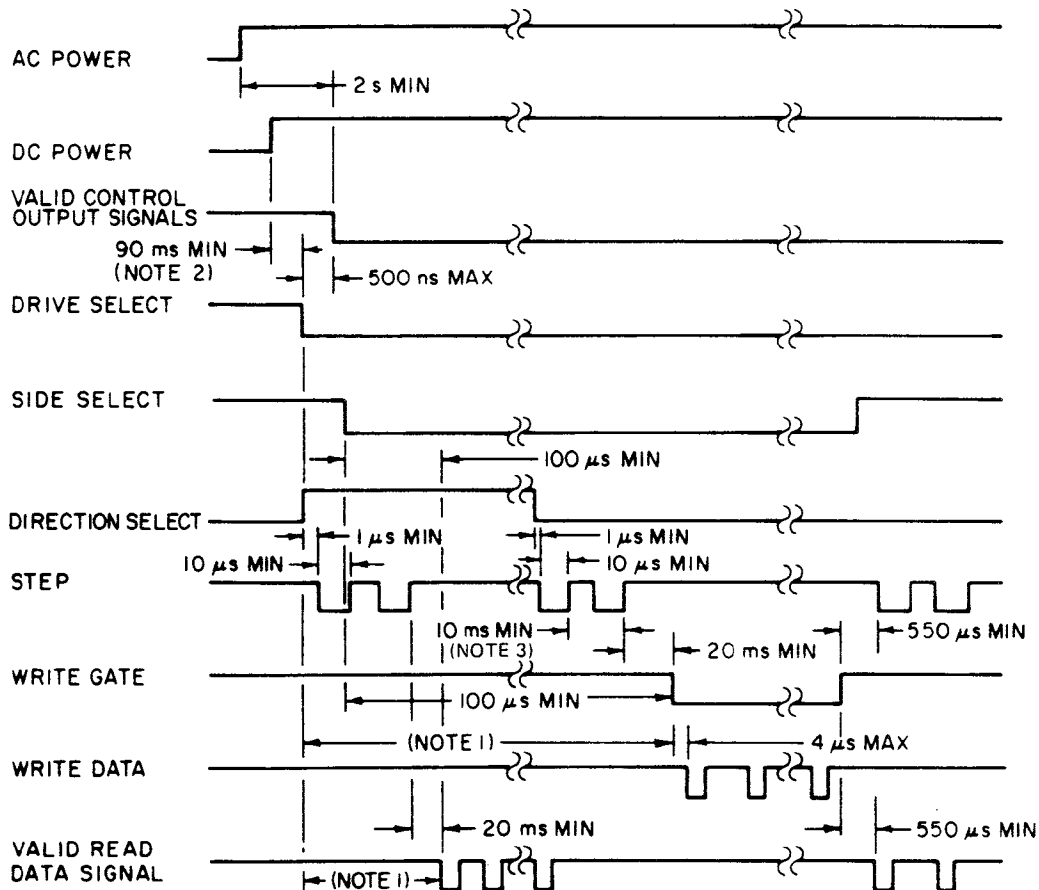 AC POWER
2 s MIN
DC POWER
VALID CONTROL
OUTPUT SIGNALS
90 ms MIN
(NOTE 2)
500 ns MAX
DRIVE SELECT
SIDE SELECT
100 μs MIN
DIRECTION SELECT
1 μs MIN
1 μs MIN
10 μs MIN
10 μs MIN
STEP
10 ms MIN
(NOTE 3)
20 ms MIN
550 μs MIN
WRITE GATE
100 μs MIN
(NOTE 1)
4 μs MAX
WRITE DATA
20 ms MIN
550 μs MIN
VALID READ
DATA SIGNAL
(NOTE 1)